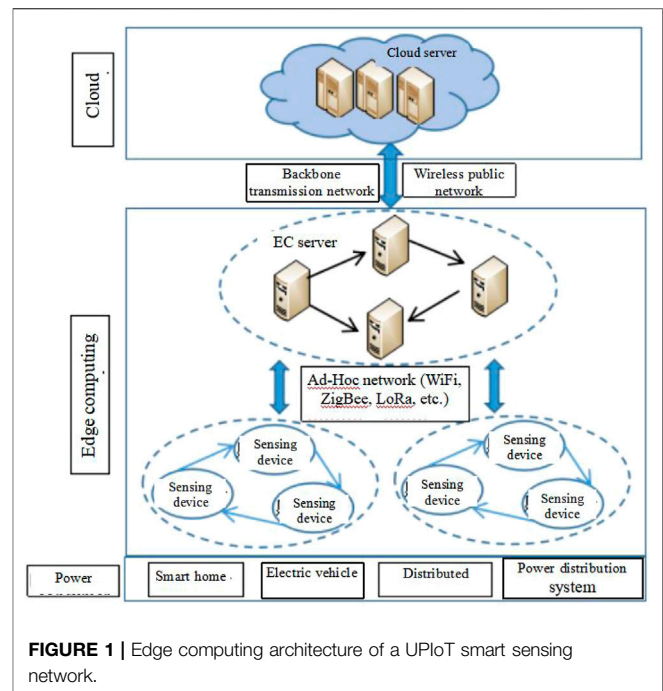 Cloud server
Cloud
Backbone
transmission network
Wireless public
network
EC server
Edge computing
Ad-Hoc network (WiFi,
ZigBee, LoRa, etc.)
Sensing
device
Sensing
device
Sensing
device
Sensing
device
Sensing
device
Sensing
device
Power
Smart home
Electric vehicle
Distributed
Power distribution
system
FIGURE 1 | Edge computing architecture of a UPIoT smart sensing
network.